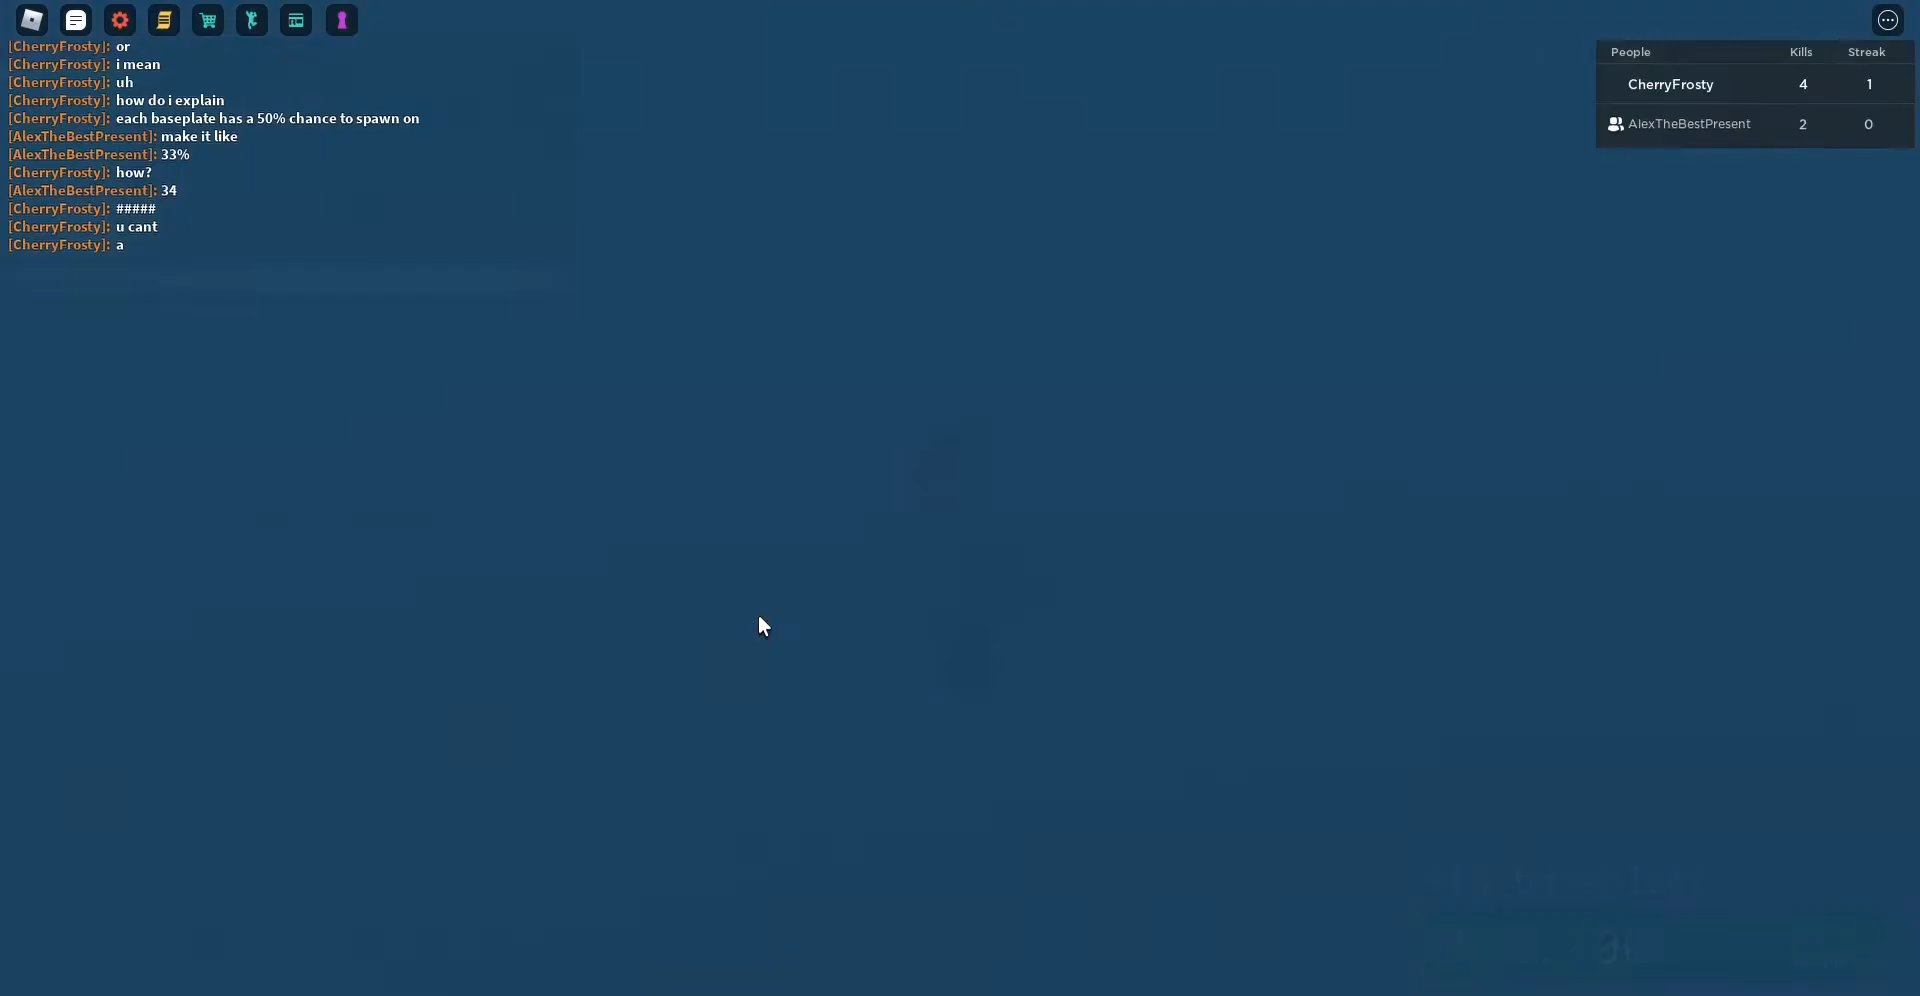 [CherryFrosty]: or
[CherryFrosty]: i mean
[CherryFrosty]: uh
[CherryFrosty]: how do i explain
[CherryFrosty]: each baseplate has a 50% chance to spawn on
[AlexTheBestPresent]: make it like
[AlexTheBestPresent]: 33%
[CherryFrosty]: how?
[AlexTheBestPresent]: 34
[CherryFrosty]: #####
[CherryFrosty]: u cant
[CherryFrosty]: a
People Kills Streak
CherryFrosty 4 1
AlexTheBestPresent 2 0